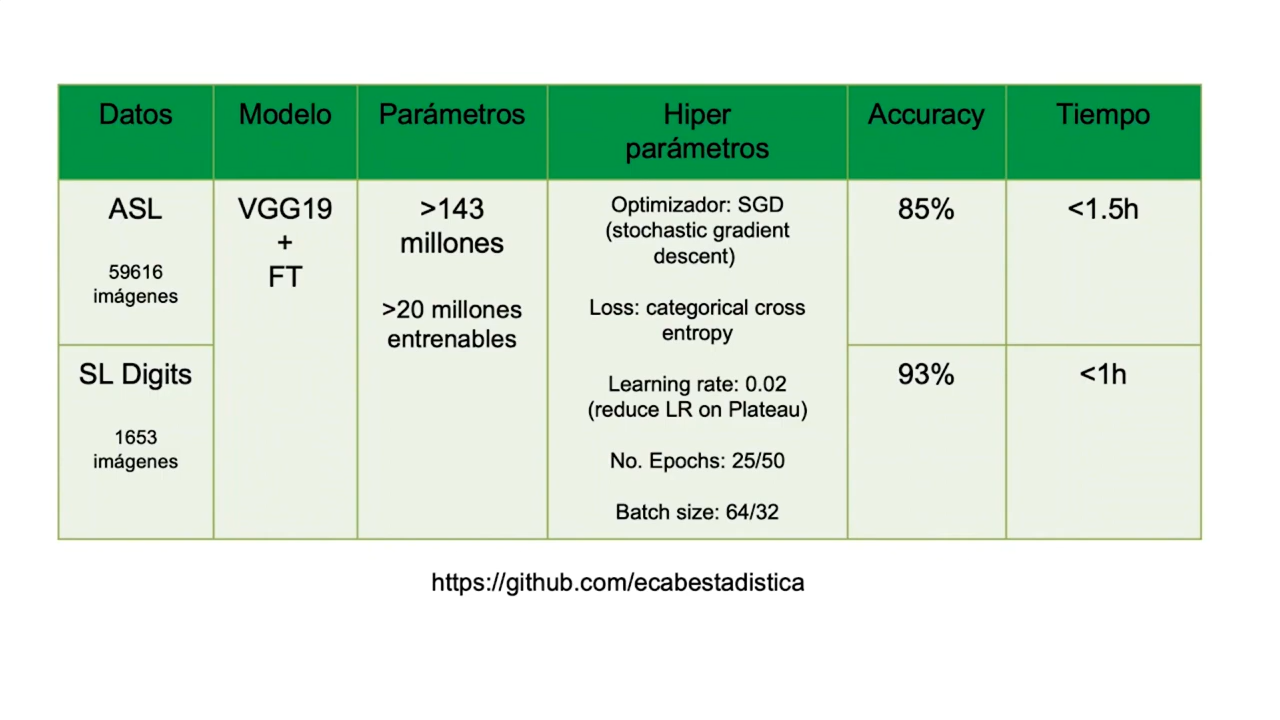 Datos
Modelo
Parámetros
Hiper
parámetros
Accuracy
Tiempo
ASL
59616
imágenes
VGG19
+
FT
>143
millones
>20 millones
entrenables
Optimizador: SGD
(stochastic gradient
descent)
Loss: categorical cross
entropy
Learning rate: 0.02
(reduce LR on Plateau)
No. Epochs: 25/50
Batch size: 64/32
85%
<1.5h
SL Digits
1653
imágenes
93%
<1h
https://github.com/ecabestadistica